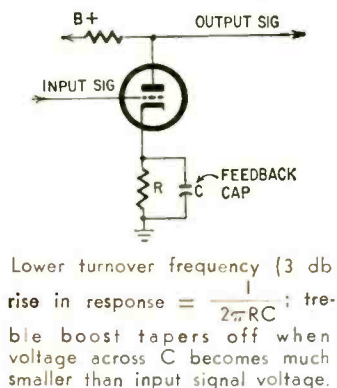 B+
OUTPUT SIG
INPUT SIG
FEEDBACK
R
C CAP
Lower turnover frequency (3 db
rise in response = 1/2πRC ; tre-
ble boost tapers off when
voltage across C becomes much
smaller than input signal voltage.